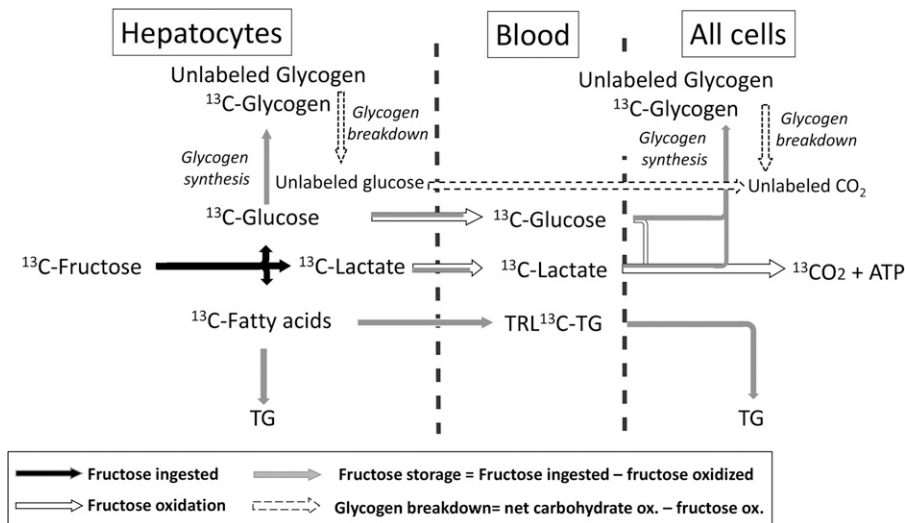 Hepatocytes
Blood
All cells
Unlabeled Glycogen
¹³C-Glycogen
Glycogen
breakdown
Glycogen
synthesis
Unlabeled glucose
¹³C-Glucose
¹³C-Fructose
¹³C-Lactate
¹³C-Fatty acids
TG
¹³C-Glucose
¹³C-Lactate
TRL¹³C-TG
Unlabeled Glycogen
¹³C-Glycogen
Glycogen
synthesis
Glycogen
breakdown
Unlabeled CO₂
¹³CO₂ + ATP
TG
Fructose ingested
Fructose storage = Fructose ingested – fructose oxidized
Fructose oxidation
Glycogen breakdown= net carbohydrate ox. – fructose ox.